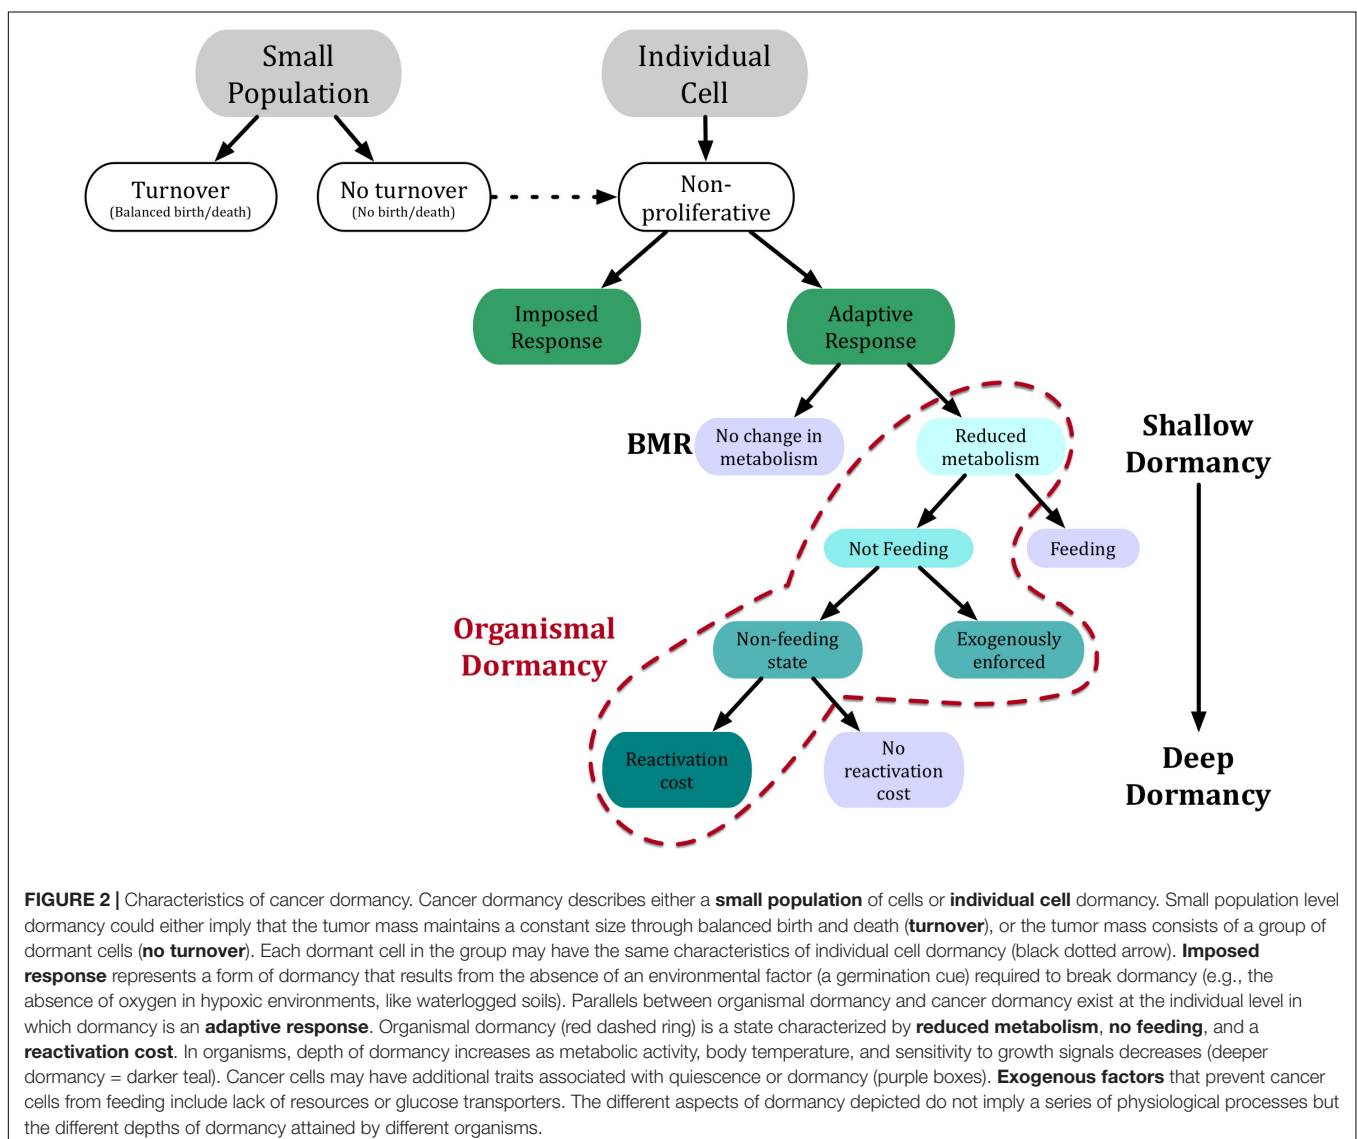 Small
Population
Individual
Cell
Turnover
(Balanced birth/death)
No turnover
(No birth/death)
Non-
proliferative
Imposed
Response
Adaptive
Response
BMR
No change in
metabolism
Reduced
metabolism
Shallow
Dormancy
Not Feeding
Feeding
Organismal
Dormancy
Non-feeding
state
Exogenously
enforced
Reactivation
cost
No
reactivation
cost
Deep
Dormancy
FIGURE 2 | Characteristics of cancer dormancy. Cancer dormancy describes either a small population of cells or individual cell dormancy. Small population level
dormancy could either imply that the tumor mass maintains a constant size through balanced birth and death (turnover), or the tumor mass consists of a group of
dormant cells (no turnover). Each dormant cell in the group may have the same characteristics of individual cell dormancy (black dotted arrow). Imposed
response represents a form of dormancy that results from the absence of an environmental factor (a germination cue) required to break dormancy (e.g., the
absence of oxygen in hypoxic environments, like waterlogged soils). Parallels between organismal dormancy and cancer dormancy exist at the individual level in
which dormancy is an adaptive response. Organismal dormancy (red dashed ring) is a state characterized by reduced metabolism, no feeding, and a
reactivation cost. In organisms, depth of dormancy increases as metabolic activity, body temperature, and sensitivity to growth signals decreases (deeper
dormancy = darker teal). Cancer cells may have additional traits associated with quiescence or dormancy (purple boxes). Exogenous factors that prevent cancer
cells from feeding include lack of resources or glucose transporters. The different aspects of dormancy depicted do not imply a series of physiological processes but
the different depths of dormancy attained by different organisms.